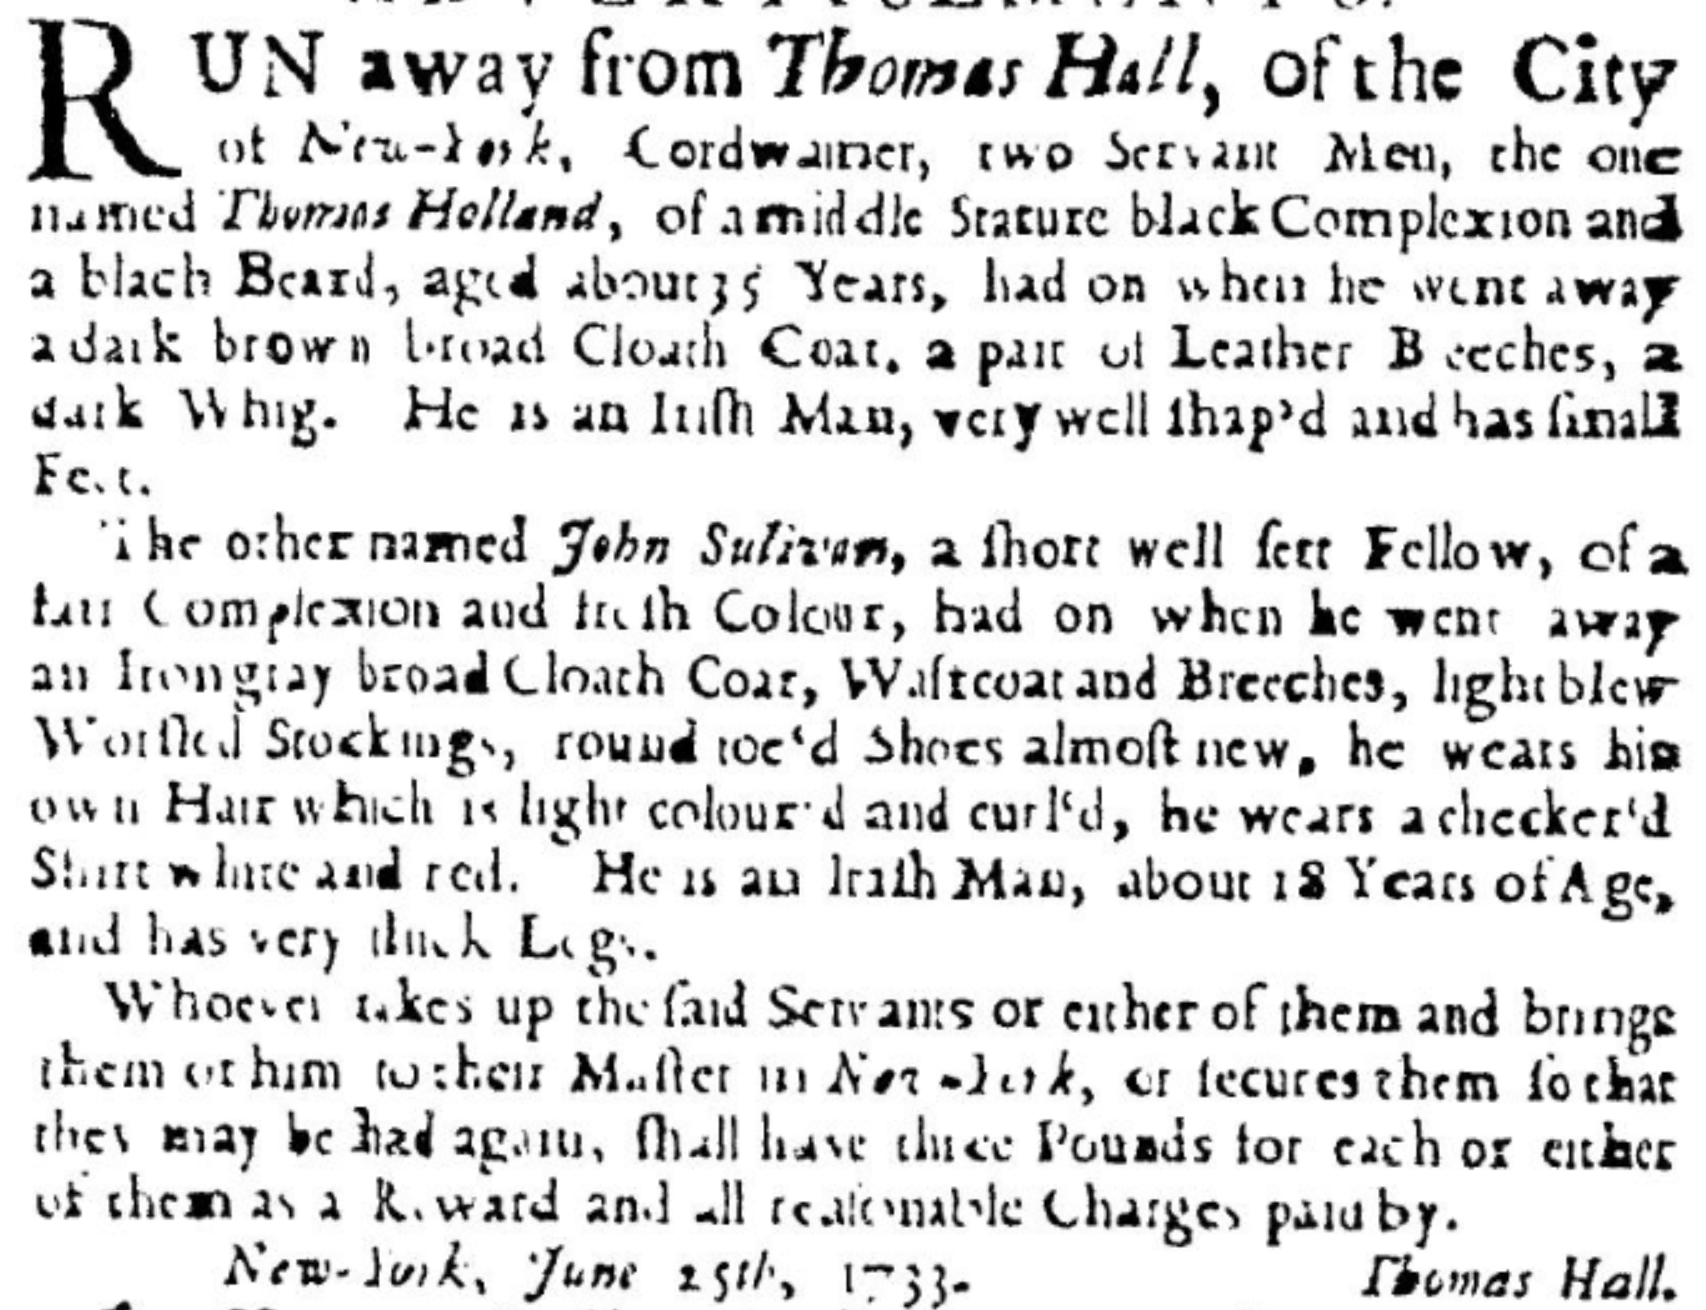 RUN away from Thomas Hall, of the City
of New-York, Cordwainer, two Servant Men, the one
named Thomas Holland, of a middle Stature black Complexion and
a blach Beard, aged about 35 Years, had on when he went away
a dark brown broad Cloath Coat, a pair of Leather B eeches, a
dark Whig. He is an Irish Man, very well shap'd and has small
Feet.
The other named John Sulivan, a short well sett Fellow, of a
fair Complexion and fresh Colour, had on when he went away
an Iron gray broad Cloath Coat, Wastcoat and Breeches, light blew
Worsted Stockings, round toe'd Shoes almost new, he wears his
own Hair which is light colour'd and curl'd, he wears a checker'd
Shirt white and red. He is an Irish Man, about 18 Years of Age,
and has very thick Legs.
Whoever takes up the said Servants or either of them and brings
them or him to their Master in New-York, or secures them so that
they may be had again, shall have three Pounds for each or either
of them as a Reward and all reasonable Charges paid by.
New-York, June 25th, 1733. Thomas Hall.